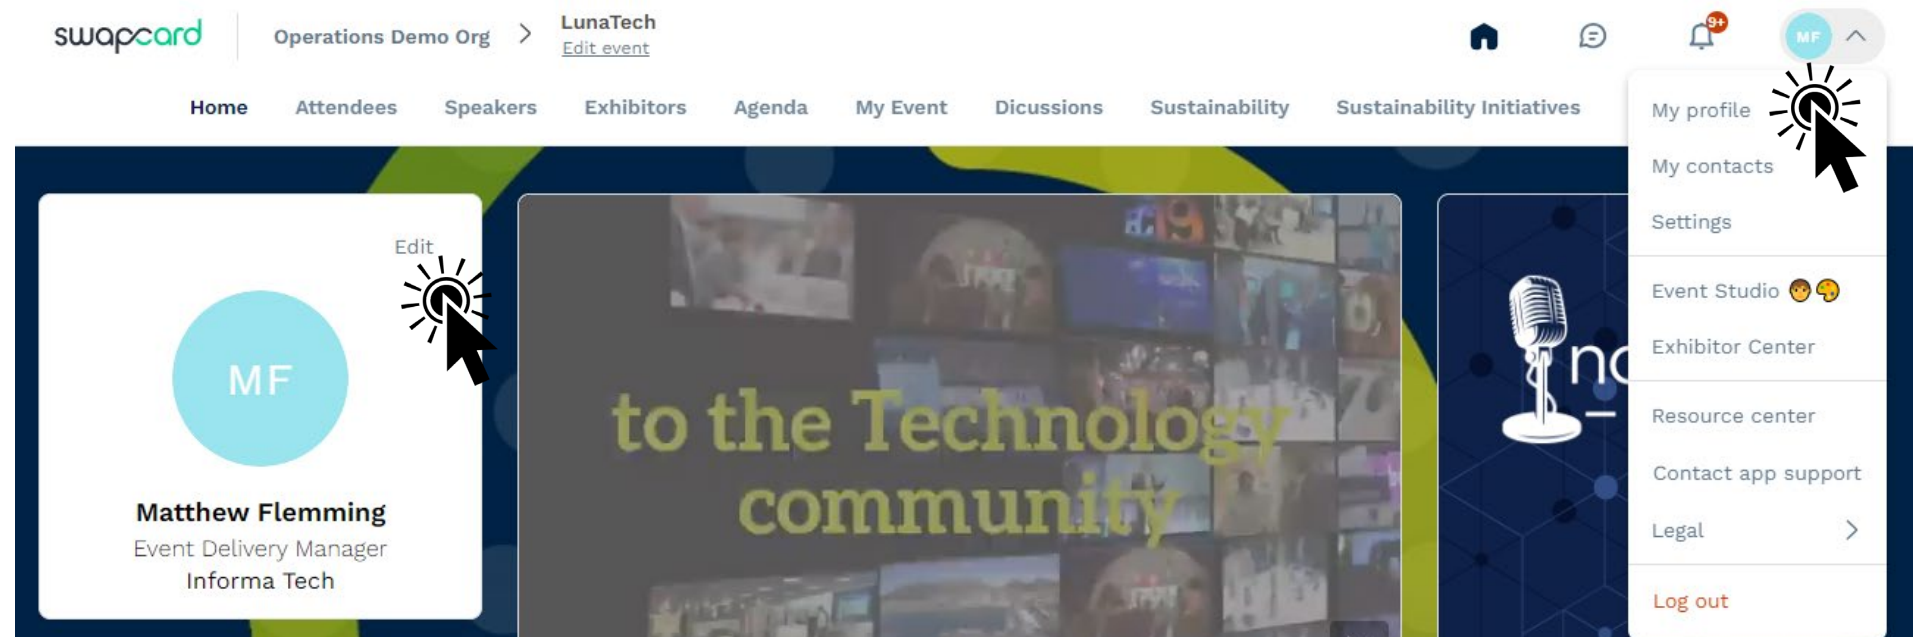 swapcard
Operations Demo Org > LunaTech
Edit event
9+
MF
Home Attendees Speakers Exhibitors Agenda My Event Dicussions Sustainability Sustainability Initiatives
My profile
My contacts
Settings
Event Studio 🧑🎨
Exhibitor Center
Resource center
Contact app support
Legal >
Log out
Edit
MF
Matthew Flemming
Event Delivery Manager
Informa Tech
to the Technology
community